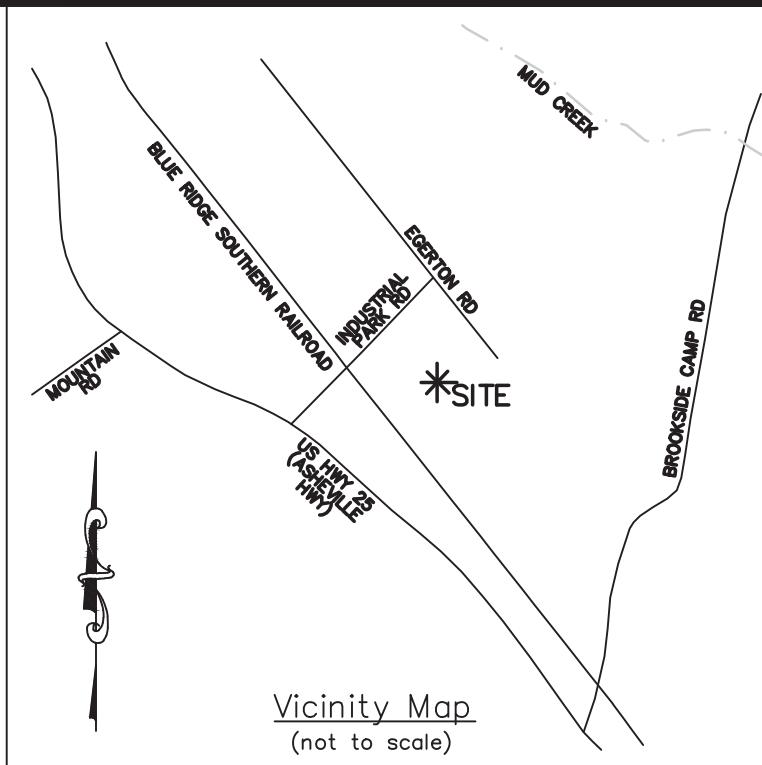 MUD CREEK
BLUE RIDGE SOUTHERN RAILROAD
EGERTON RD
INDUSTRIAL
PARK RD
BROOKSIDE CAMP RD
MOUNTAIN
RD
SITE
US HWY 25
(ASHEVILLE
HWY)
Vicinity Map
(not to scale)